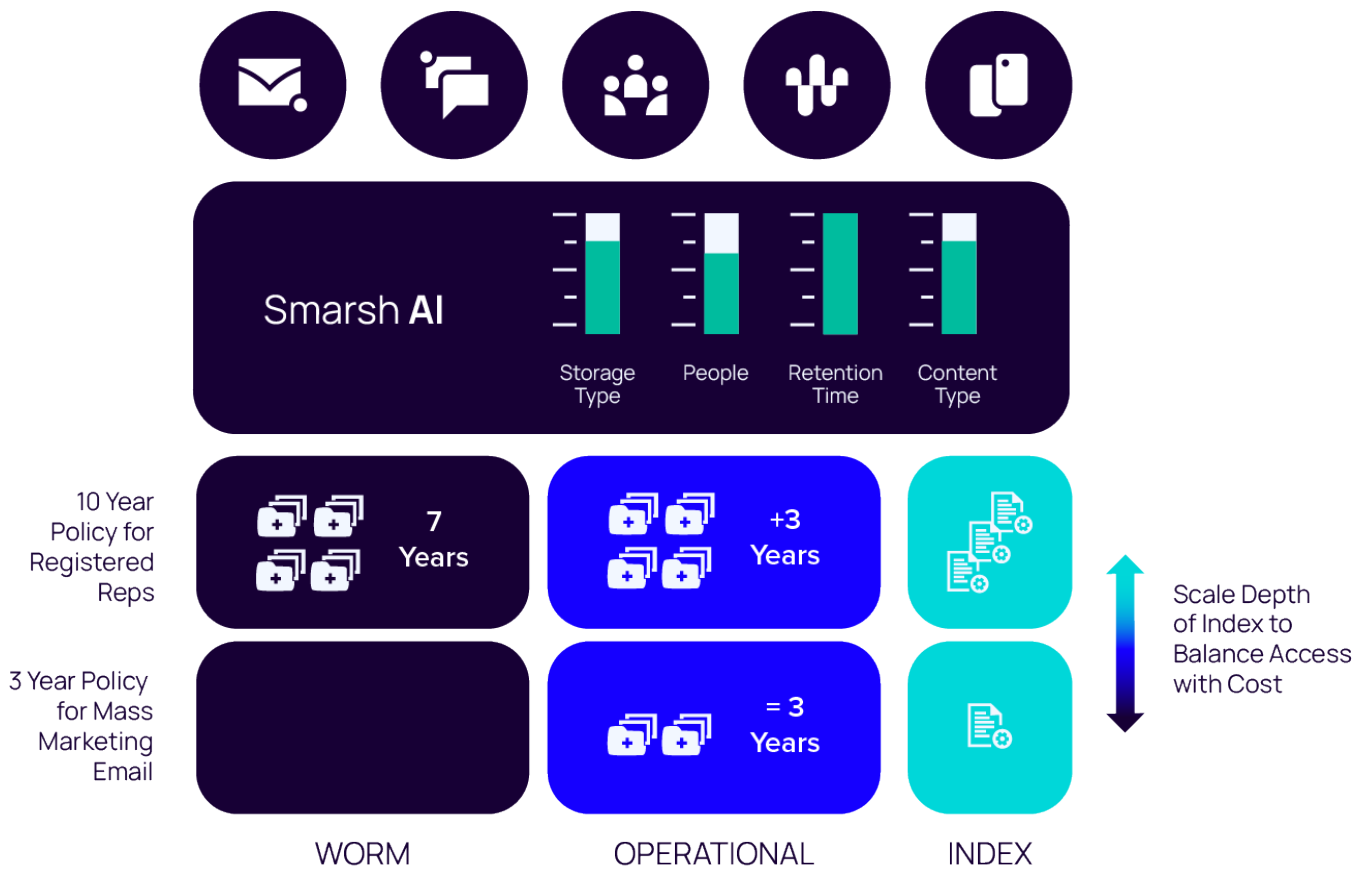 Smarsh AI
Storage
Type
People
Retention
Time
Content
Type
10 Year
Policy for
Registered
Reps
7
Years
+3
Years
Scale Depth
of Index to
Balance Access
with Cost
3 Year Policy
for Mass
Marketing
Email
= 3
Years
WORM
OPERATIONAL
INDEX